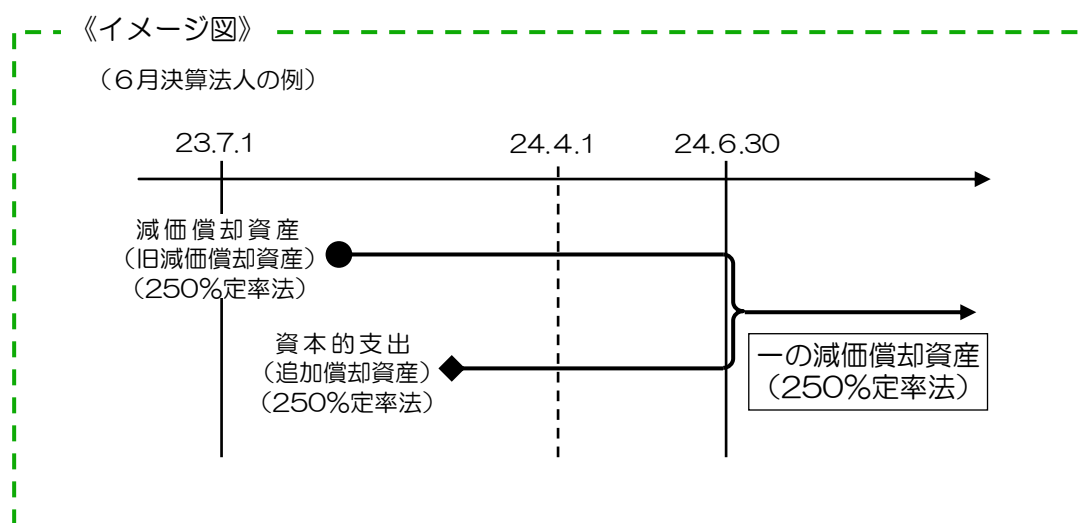 《イメージ図》
（６月決算法人の例）
23.7.1
24.4.1
24.6.30
減価償却資産
（旧減価償却資産）
（250%定率法）
資本的支出
（追加償却資産）
（250%定率法）
一の減価償却資産
（250%定率法）